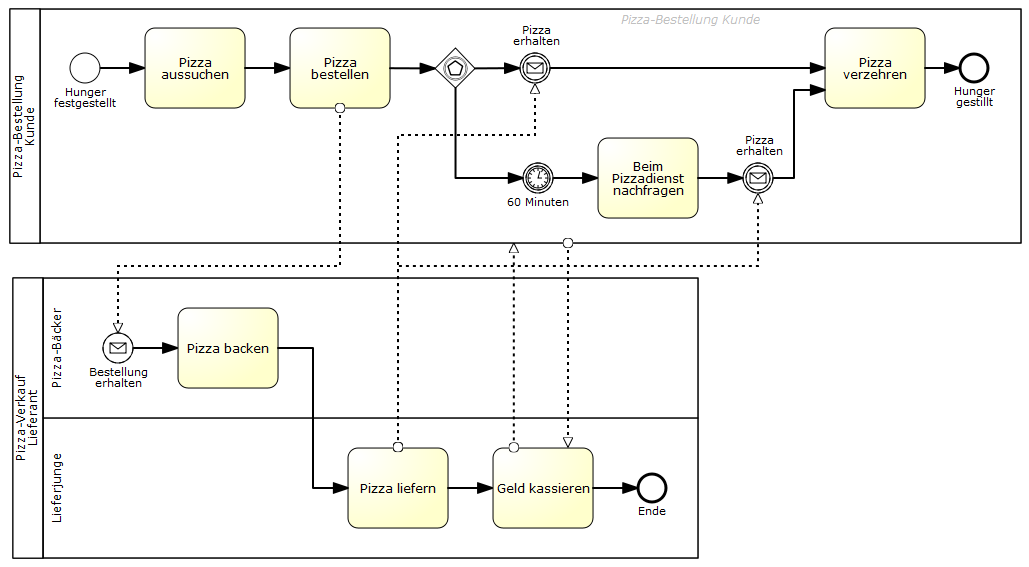 Pizza-Bestellung Kunde
Pizza-Bestellung
Kunde
Hunger
festgestellt
Pizza
aussuchen
Pizza
bestellen
Pizza
erhalten
Pizza
verzehren
Hunger
gestillt
60 Minuten
Beim
Pizzadienst
nachfragen
Pizza
erhalten
Pizza-Verkauf
Lieferant
Pizza-Bäcker
Bestellung
erhalten
Pizza backen
Lieferjunge
Pizza liefern
Geld kassieren
Ende